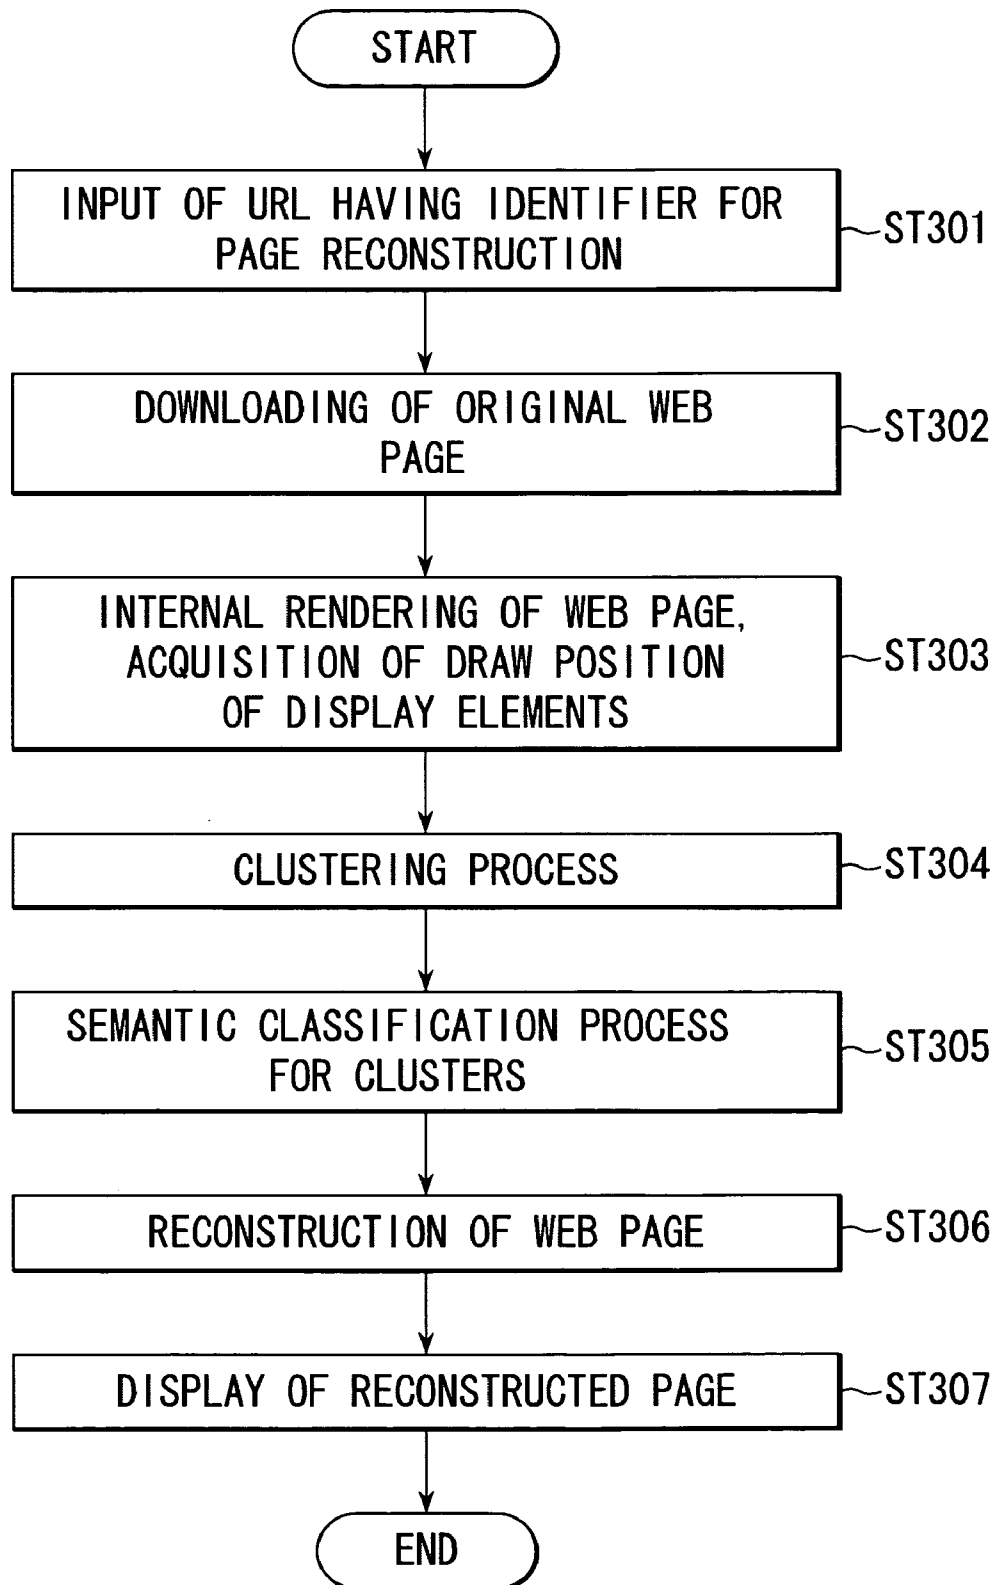 START
INPUT OF URL HAVING IDENTIFIER FOR
PAGE RECONSTRUCTION
ST301
DOWNLOADING OF ORIGINAL WEB
PAGE
ST302
INTERNAL RENDERING OF WEB PAGE,
ACQUISITION OF DRAW POSITION
OF DISPLAY ELEMENTS
ST303
CLUSTERING PROCESS
ST304
SEMANTIC CLASSIFICATION PROCESS
FOR CLUSTERS
ST305
RECONSTRUCTION OF WEB PAGE
ST306
DISPLAY OF RECONSTRUCTED PAGE
ST307
END